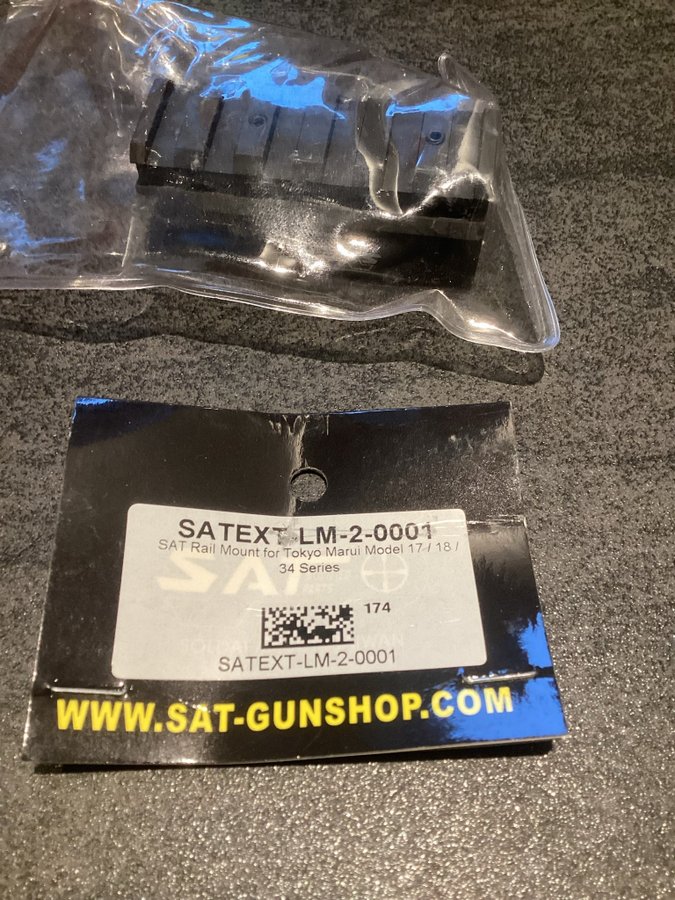 SATEXT-LM-2-0001
SAT Rail Mount for Tokyo Marui Model 17 / 18 /
34 Series
SAT
174
SATEXT-LM-2-0001
WWW.SAT-GUNSHOP.COM